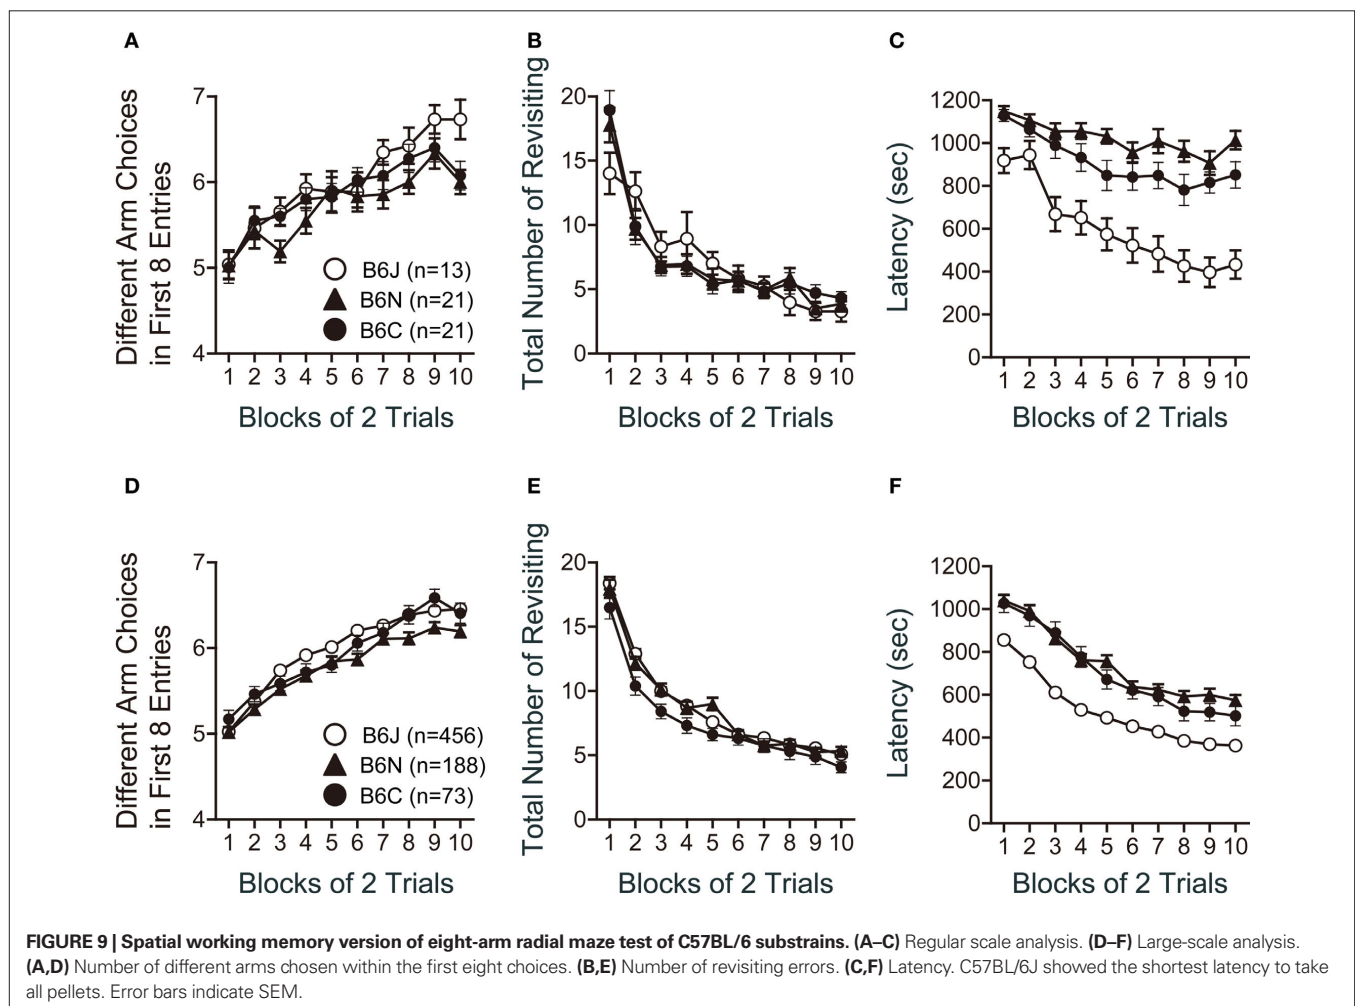 A
Different Arm Choices
in First 8 Entries
7
6
5
4
B6J (n=13)
B6N (n=21)
B6C (n=21)
1 2 3 4 5 6 7 8 9 10
Blocks of 2 Trials
B
Total Number of Revisiting
20
15
10
5
0
1 2 3 4 5 6 7 8 9 10
Blocks of 2 Trials
C
Latency (sec)
1200
1000
800
600
400
200
0
1 2 3 4 5 6 7 8 9 10
Blocks of 2 Trials
D
Different Arm Choices
in First 8 Entries
7
6
5
4
B6J (n=456)
B6N (n=188)
B6C (n=73)
1 2 3 4 5 6 7 8 9 10
Blocks of 2 Trials
E
Total Number of Revisiting
20
15
10
5
0
1 2 3 4 5 6 7 8 9 10
Blocks of 2 Trials
F
Latency (sec)
1200
1000
800
600
400
200
0
1 2 3 4 5 6 7 8 9 10
Blocks of 2 Trials
FIGURE 9 | Spatial working memory version of eight-arm radial maze test of C57BL/6 substrains. (A–C) Regular scale analysis. (D–F) Large-scale analysis.
(A,D) Number of different arms chosen within the first eight choices. (B,E) Number of revisiting errors. (C,F) Latency. C57BL/6J showed the shortest latency to take
all pellets. Error bars indicate SEM.